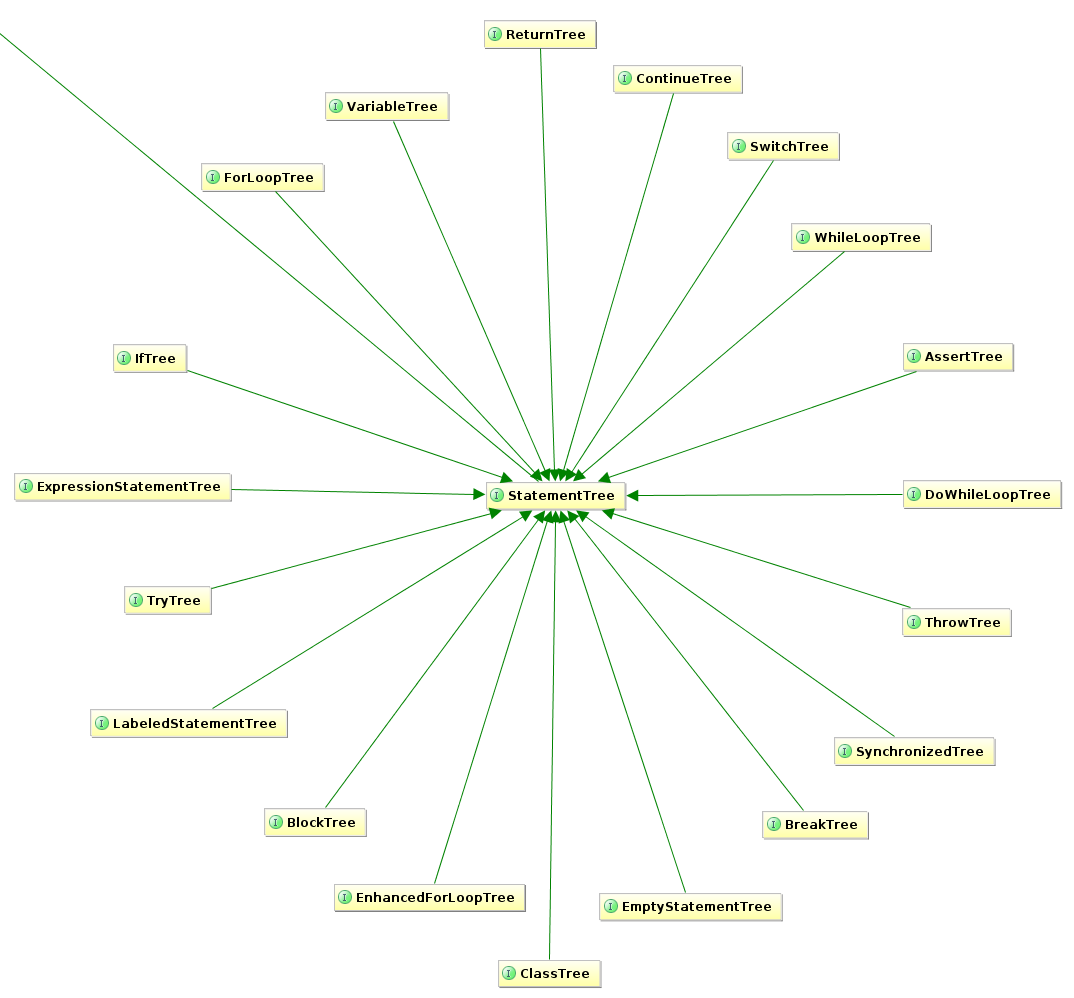 I ReturnTree
I ContinueTree
I VariableTree
I SwitchTree
I ForLoopTree
I WhileLoopTree
I IfTree
I AssertTree
I ExpressionStatementTree
I StatementTree
I DoWhileLoopTree
I TryTree
I ThrowTree
I LabeledStatementTree
I SynchronizedTree
I BlockTree
I BreakTree
I EnhancedForLoopTree
I EmptyStatementTree
I ClassTree